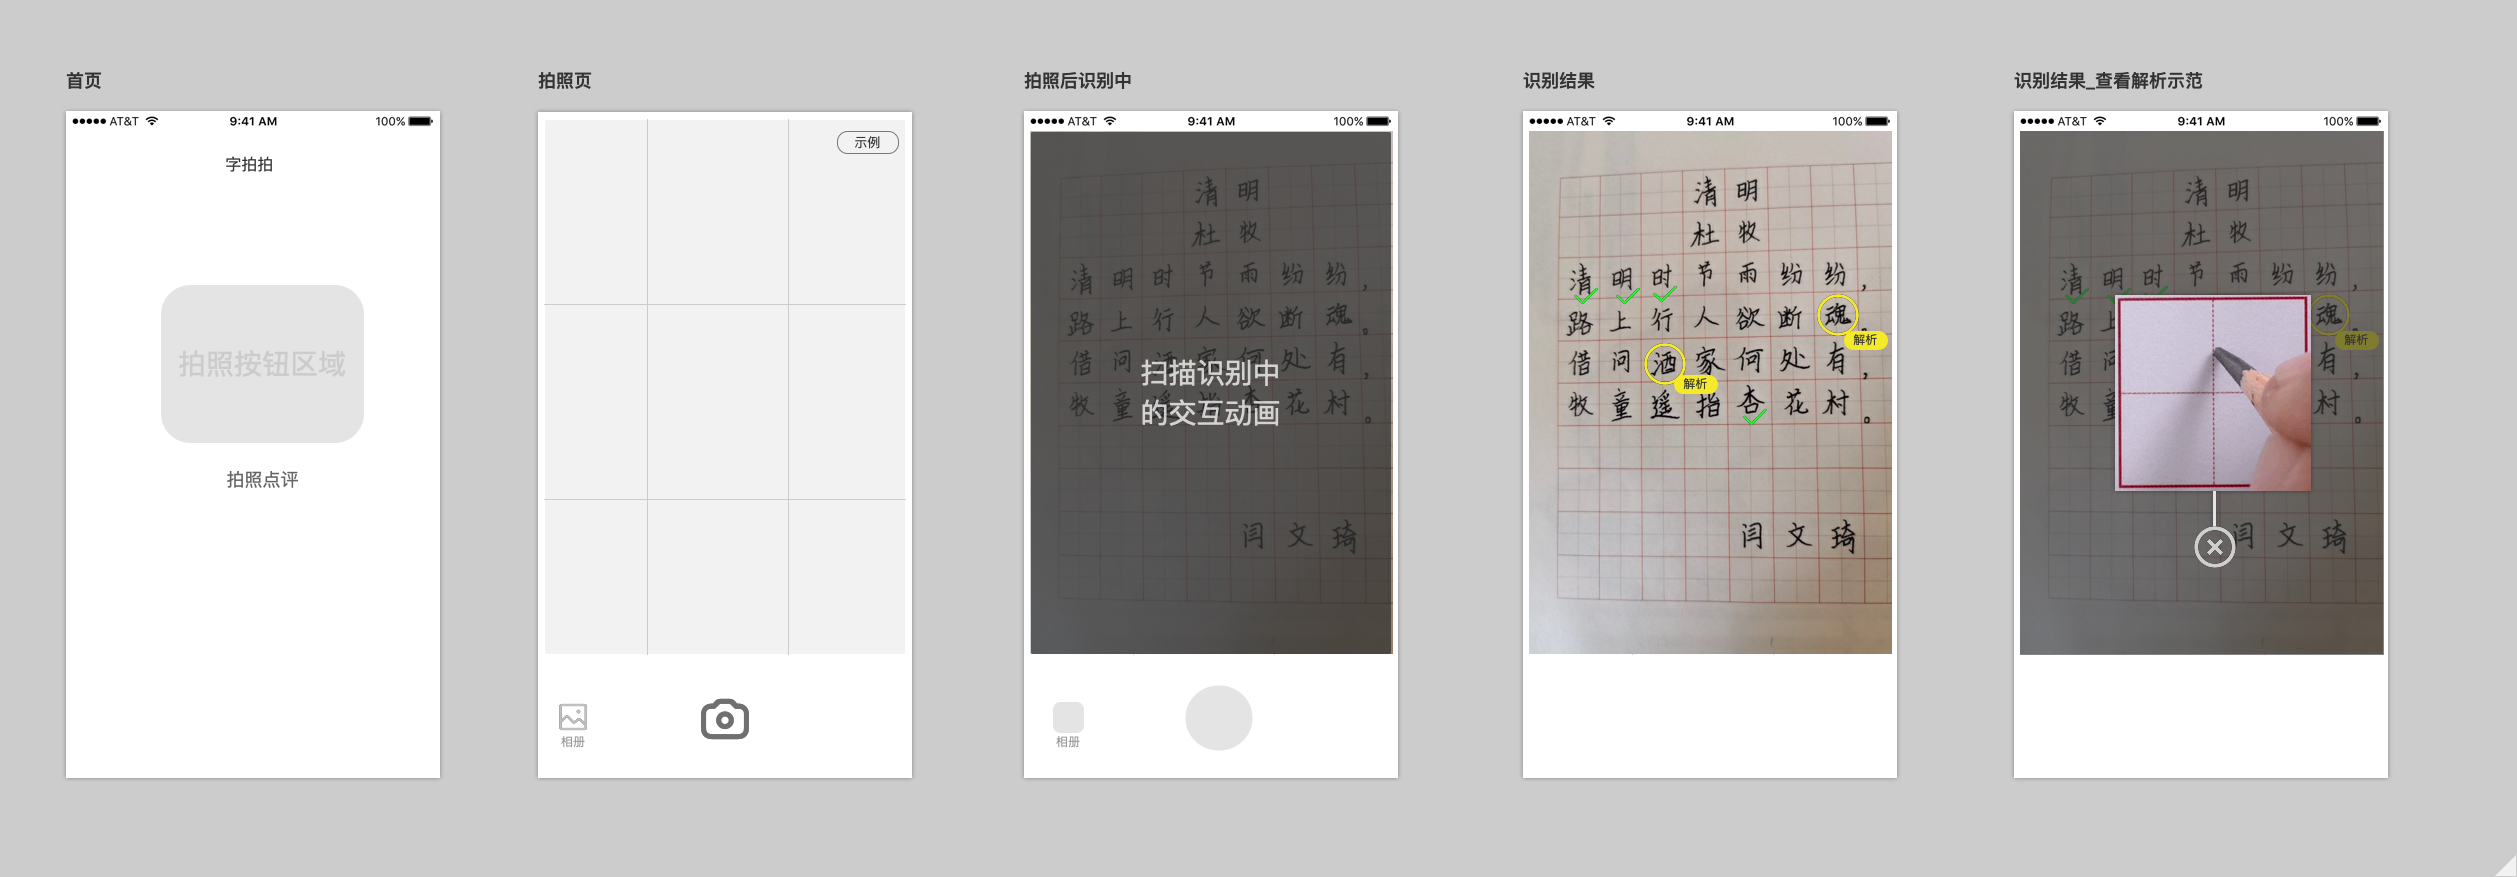 首页
●●●●● AT&T 9:41 AM 100%
字拍拍
拍照按钮区域
拍照点评
拍照页
示例
相册
拍照后识别中
●●●●● AT&T 9:41 AM 100%
清明
杜牧
清明时节雨纷纷，
路上行人欲断魂。
借问酒家何处有，
牧童遥指杏花村。
扫描识别中
的交互动画
闫文琦
相册
识别结果
●●●●● AT&T 9:41 AM 100%
清明
杜牧
清明时节雨纷纷，
路上行人欲断魂。
解析
借问酒家何处有，
解析
牧童遥指杏花村。
闫文琦
识别结果_查看解析示范
●●●●● AT&T 9:41 AM 100%
清明
杜牧
清明时节雨纷纷，
路上 魂。
解析
借问 有，
牧童 村。
闫文琦